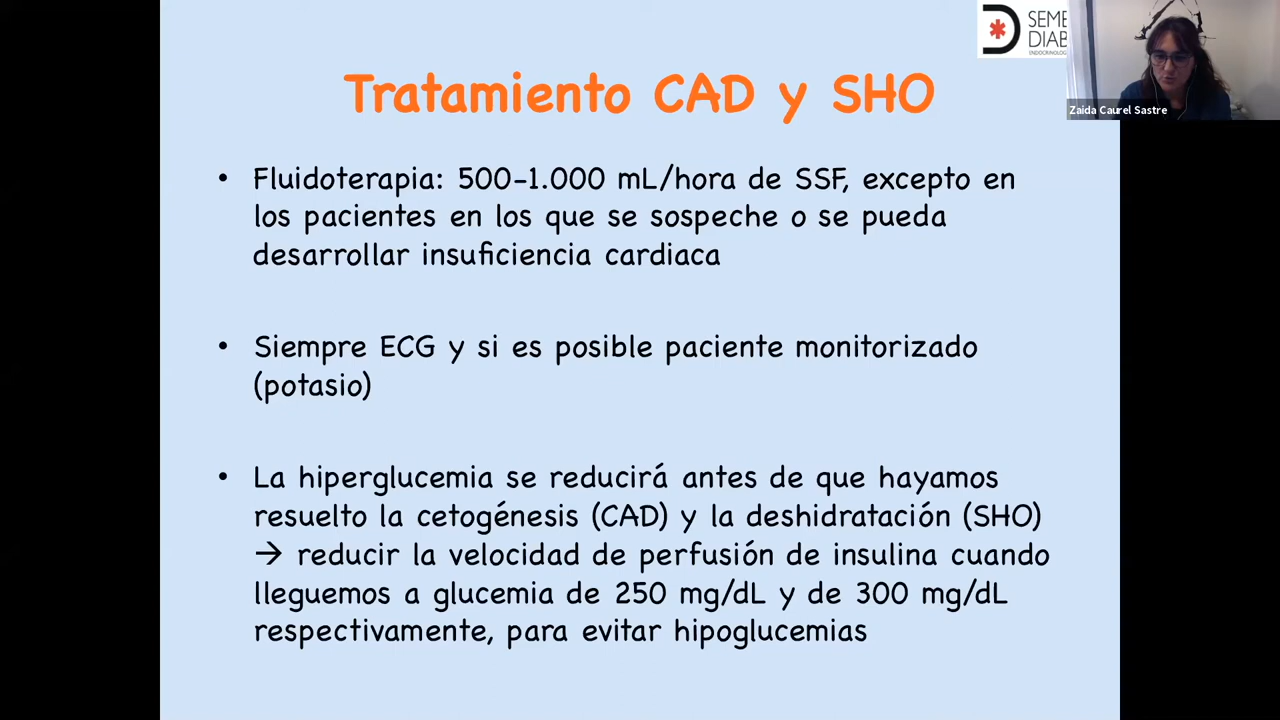 SEME
DIAB
Zaida Caurel Sastre
Tratamiento CAD y SHO
• Fluidoterapia: 500-1.000 mL/hora de SSF, excepto en
los pacientes en los que se sospeche o se pueda
desarrollar insuficiencia cardiaca
• Siempre ECG y si es posible paciente monitorizado
(potasio)
• La hiperglucemia se reducirá antes de que hayamos
resuelto la cetogénesis (CAD) y la deshidratación (SHO)
→ reducir la velocidad de perfusión de insulina cuando
lleguemos a glucemia de 250 mg/dL y de 300 mg/dL
respectivamente, para evitar hipoglucemias